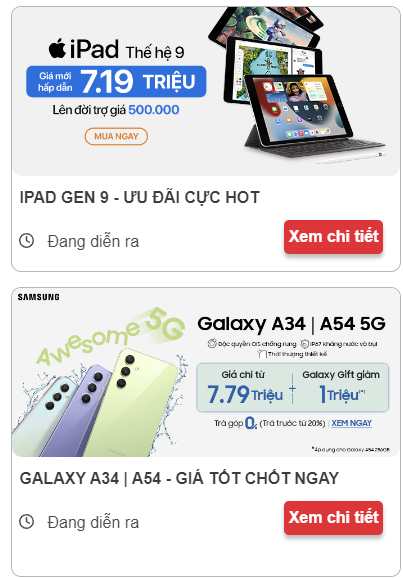 iPad Thế hệ 9
Giá mới
hấp dẫn 7.19 TRIỆU
Lên đời trợ giá 500.000
MUA NGAY
IPAD GEN 9 - ƯU ĐÃI CỰC HOT
Đang diễn ra
Xem chi tiết
SAMSUNG
Awesome 5G
Galaxy A34 | A54 5G
Độc quyền OIS chống rung
IP67 kháng nước và bụi
Thời thượng thiết kế
Giá chỉ từ
7.79 Triệu
+
Galaxy Gift giảm
1 Triệu(*)
Trả góp 0% (Trả trước từ 20%) | XEM NGAY
*Áp dụng cho Galaxy A54 256GB
GALAXY A34 | A54 - GIÁ TỐT CHỐT NGAY
Đang diễn ra
Xem chi tiết